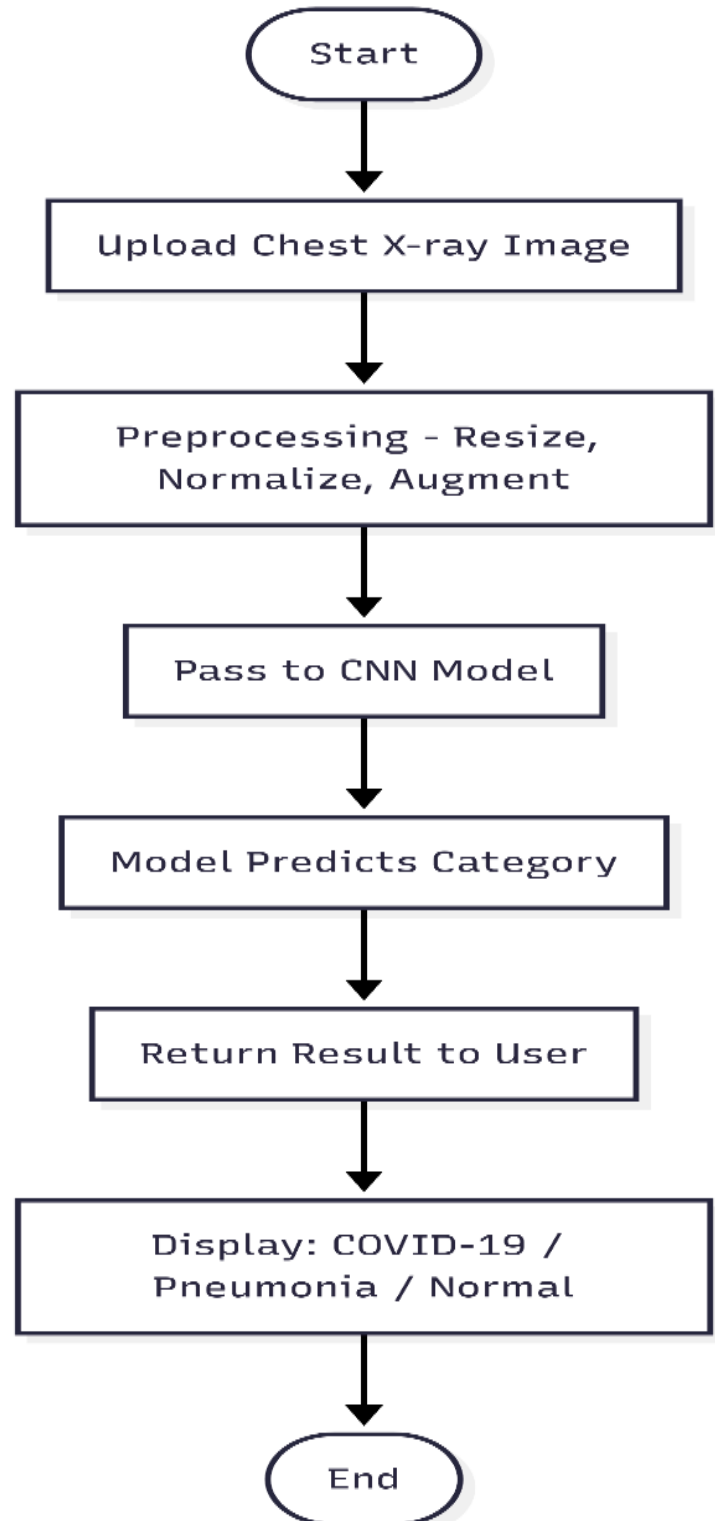 Start
Upload Chest X-ray Image
Preprocessing - Resize,
Normalize, Augment
Pass to CNN Model
Model Predicts Category
Return Result to User
Display: COVID-19 /
Pneumonia / Normal
End